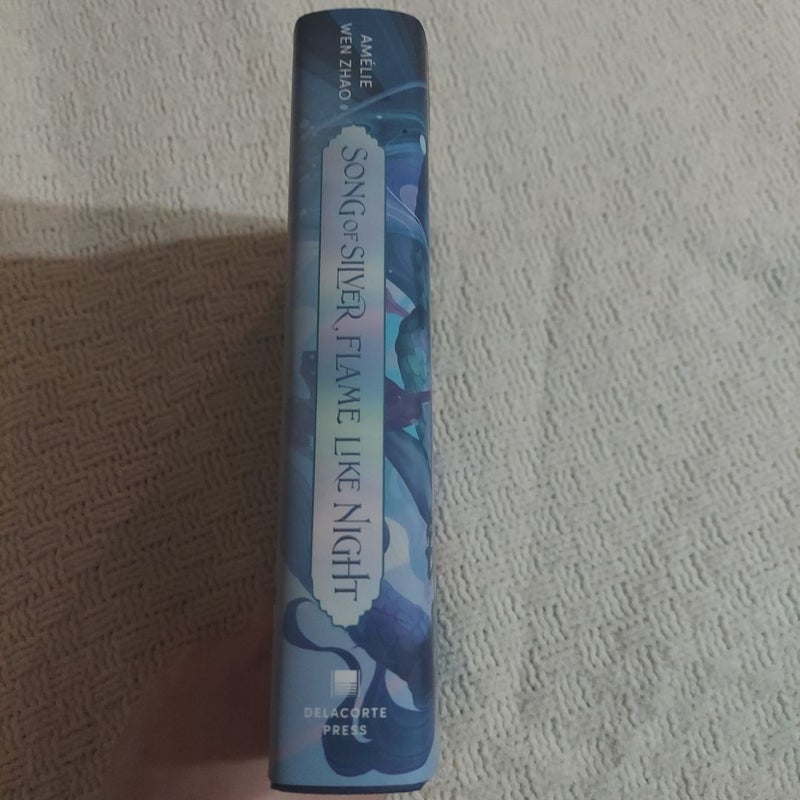 AMÉLIE
WEN ZHAO
SONG OF SILVER, FLAME LIKE NIGHT
DELACORTE
PRESS